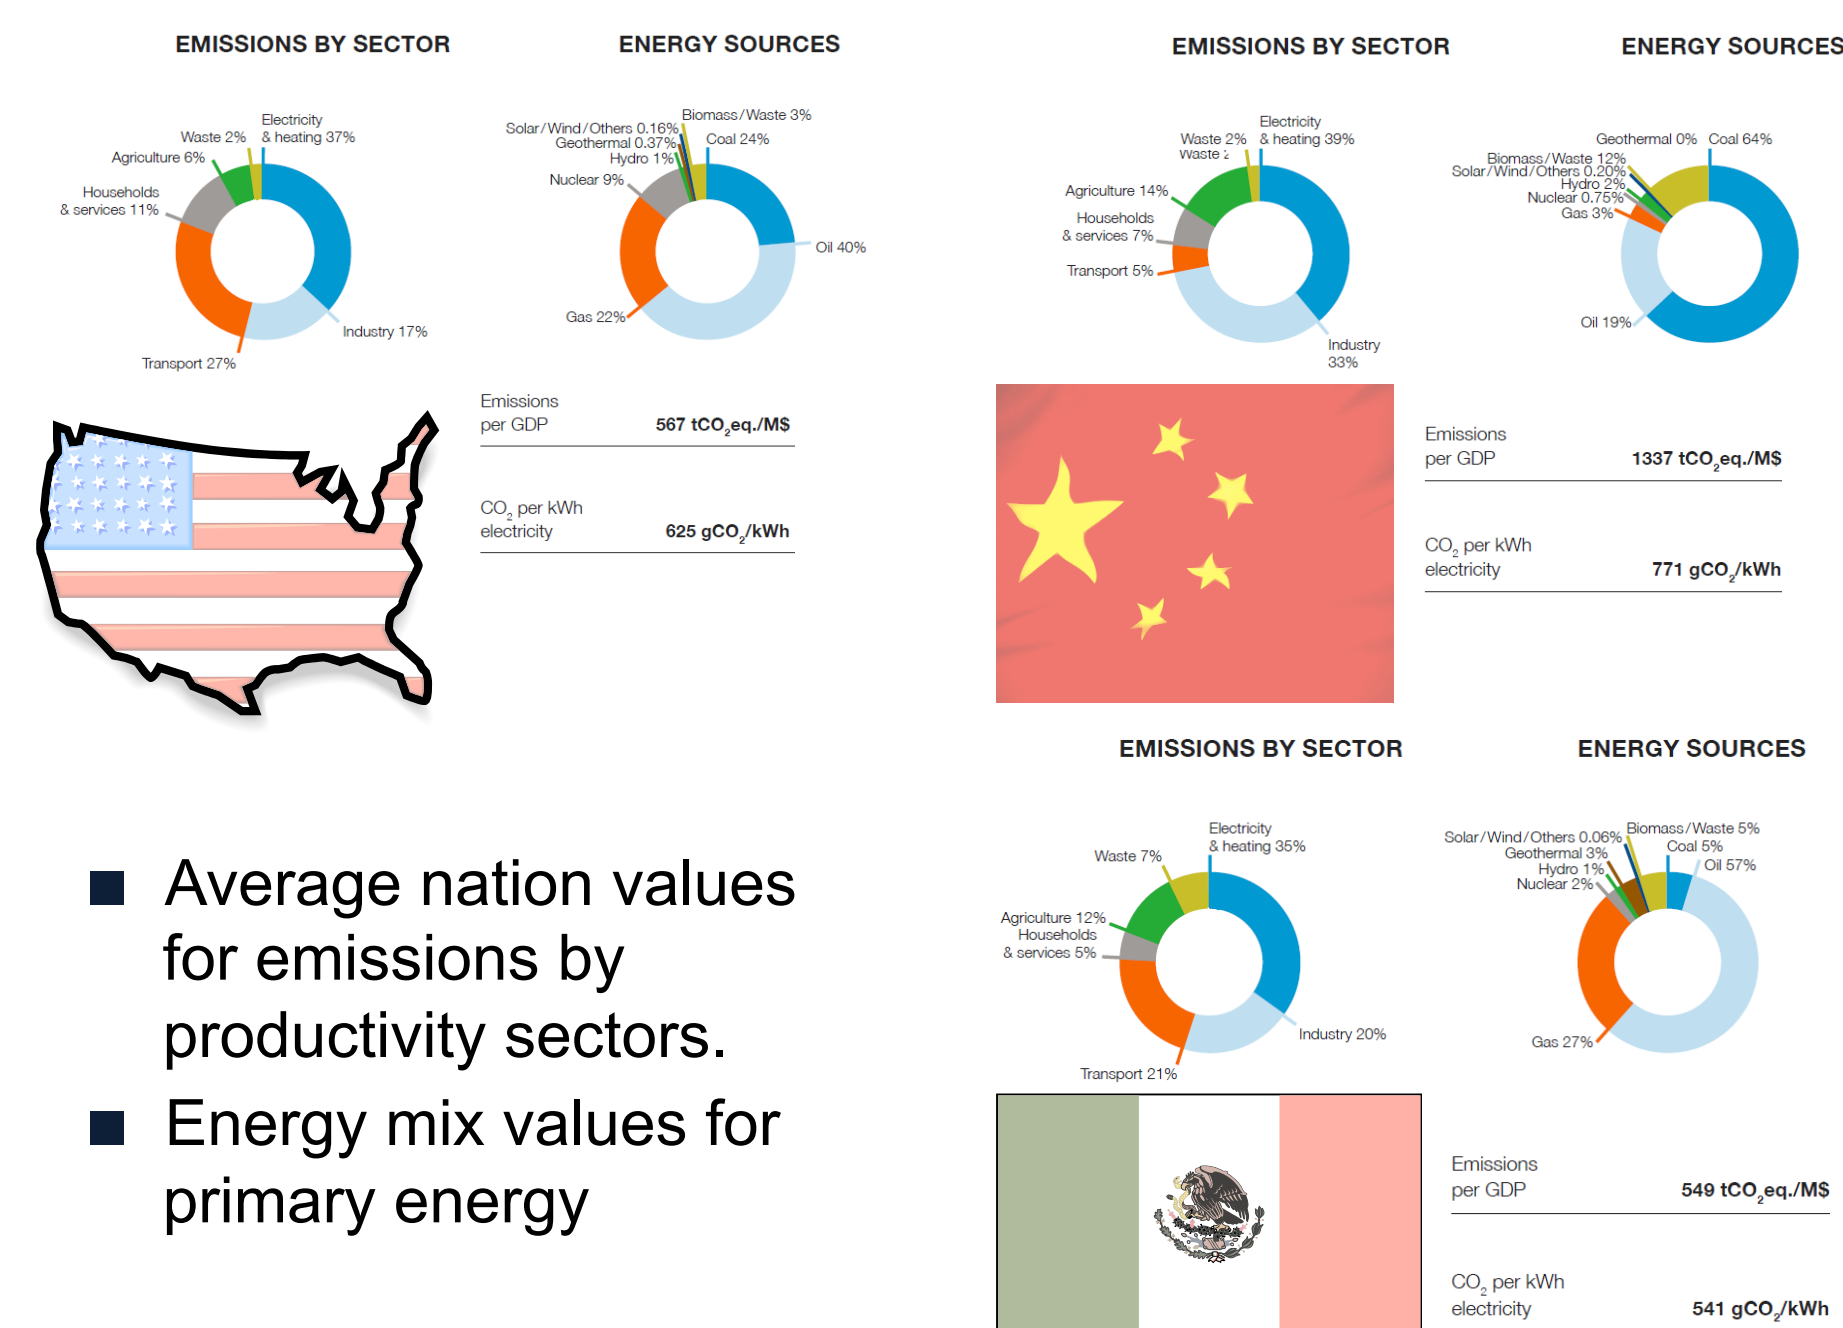 EMISSIONS BY SECTOR
ENERGY SOURCES
Electricity
& heating 37%
Waste 2%
Agriculture 6%
Households
& services 11%
Transport 27%
Industry 17%
Biomass/Waste 3%
Solar/Wind/Others 0.16%
Geothermal 0.37%
Hydro 1%
Nuclear 9%
Coal 24%
Oil 40%
Gas 22%
Emissions
per GDP 567 tCO₂eq./M$
CO₂ per kWh
electricity 625 gCO₂/kWh
EMISSIONS BY SECTOR
ENERGY SOURCES
Electricity
& heating 39%
Waste 2%
Waste 2
Agriculture 14%
Households
& services 7%
Transport 5%
Industry
33%
Geothermal 0%
Coal 64%
Biomass/Waste 12%
Solar/Wind/Others 0.20%
Hydro 2%
Nuclear 0.75%
Gas 3%
Oil 19%
Emissions
per GDP 1337 tCO₂eq./M$
CO₂ per kWh
electricity 771 gCO₂/kWh
■ Average nation values
for emissions by
productivity sectors.
■ Energy mix values for
primary energy
EMISSIONS BY SECTOR
ENERGY SOURCES
Electricity
& heating 35%
Waste 7%
Agriculture 12%
Households
& services 5%
Transport 21%
Industry 20%
Biomass/Waste 5%
Solar/Wind/Others 0.06%
Coal 5%
Geothermal 3%
Oil 57%
Hydro 1%
Nuclear 2%
Gas 27%
Emissions
per GDP 549 tCO₂eq./M$
CO₂ per kWh
electricity 541 gCO₂/kWh